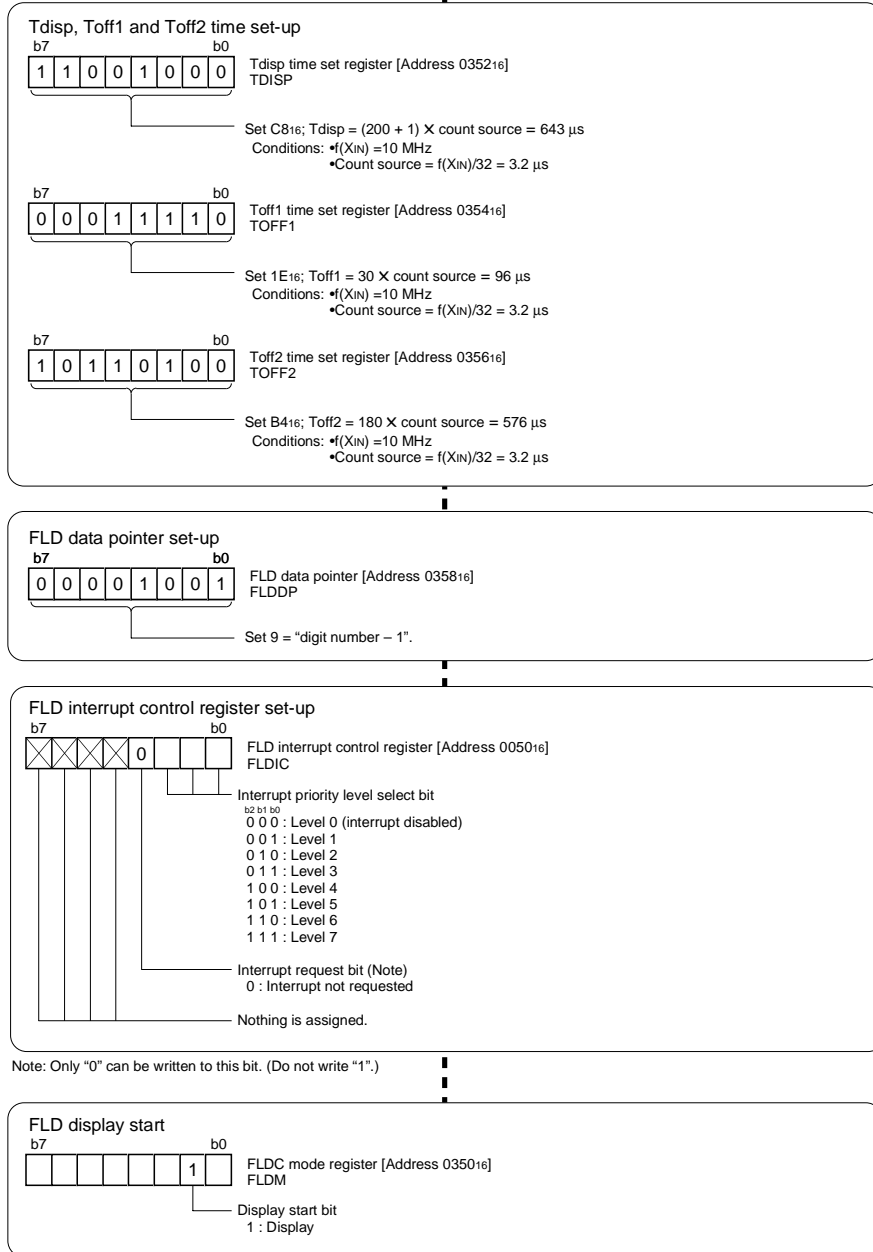 Tdisp, Toff1 and Toff2 time set-up
b7 b0
1 1 0 0 1 0 0 0 Tdisp time set register [Address 035216]
TDISP
Set C816; Tdisp = (200 + 1) X count source = 643 µs
Conditions: •f(XIN) =10 MHz
•Count source = f(XIN)/32 = 3.2 µs
b7 b0
0 0 0 1 1 1 1 0 Toff1 time set register [Address 035416]
TOFF1
Set 1E16; Toff1 = 30 X count source = 96 µs
Conditions: •f(XIN) =10 MHz
•Count source = f(XIN)/32 = 3.2 µs
b7 b0
1 0 1 1 0 1 0 0 Toff2 time set register [Address 035616]
TOFF2
Set B416; Toff2 = 180 X count source = 576 µs
Conditions: •f(XIN) =10 MHz
•Count source = f(XIN)/32 = 3.2 µs
FLD data pointer set-up
b7 b0
0 0 0 0 1 0 0 1 FLD data pointer [Address 035816]
FLDDP
Set 9 = “digit number – 1”.
FLD interrupt control register set-up
b7 b0
0 FLD interrupt control register [Address 005016]
FLDIC
Interrupt priority level select bit
b2 b1 b0
0 0 0 : Level 0 (interrupt disabled)
0 0 1 : Level 1
0 1 0 : Level 2
0 1 1 : Level 3
1 0 0 : Level 4
1 0 1 : Level 5
1 1 0 : Level 6
1 1 1 : Level 7
Interrupt request bit (Note)
0 : Interrupt not requested
Nothing is assigned.
Note: Only “0” can be written to this bit. (Do not write “1”.)
FLD display start
b7 b0
1 FLDC mode register [Address 035016]
FLDM
Display start bit
1 : Display